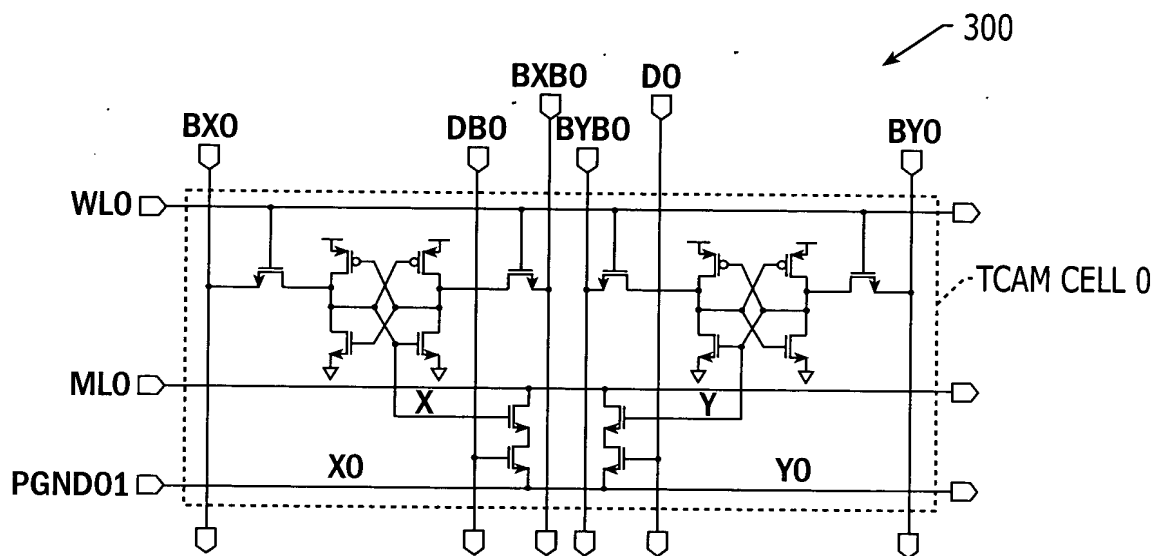 300
BXB0 D0
BX0 DB0 BYB0 BY0
WL0
TCAM CELL 0
ML0
X Y
X0 Y0
PGND01